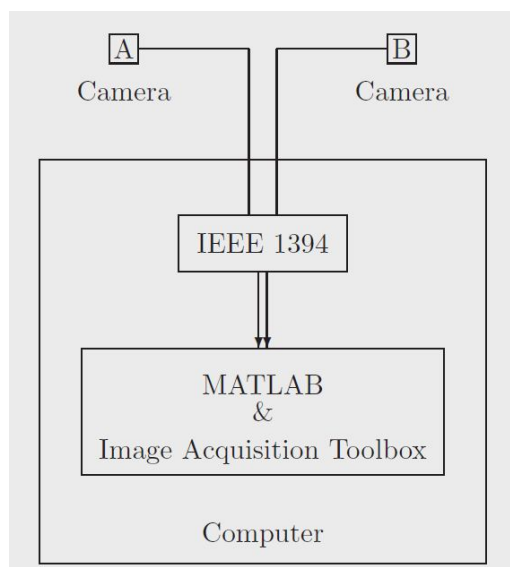 A B
Camera Camera
IEEE 1394
MATLAB
&
Image Acquisition Toolbox
Computer